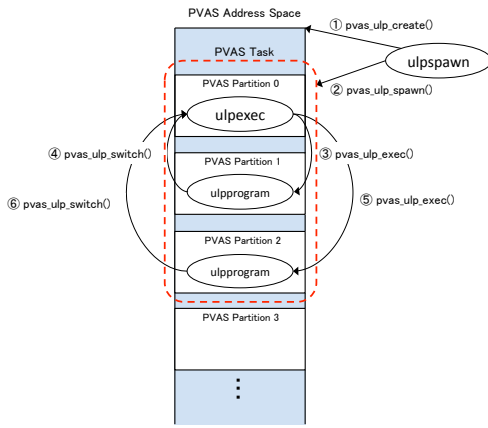 PVAS Address Space
① pvas_ulp_create()
PVAS Task
ulpspawn
PVAS Partition 0
② pvas_ulp_spawn()
ulpexec
④ pvas_ulp_switch()
PVAS Partition 1
③ pvas_ulp_exec()
ulpprogram
⑥ pvas_ulp_switch()
⑤ pvas_ulp_exec()
PVAS Partition 2
ulpprogram
PVAS Partition 3
⋮